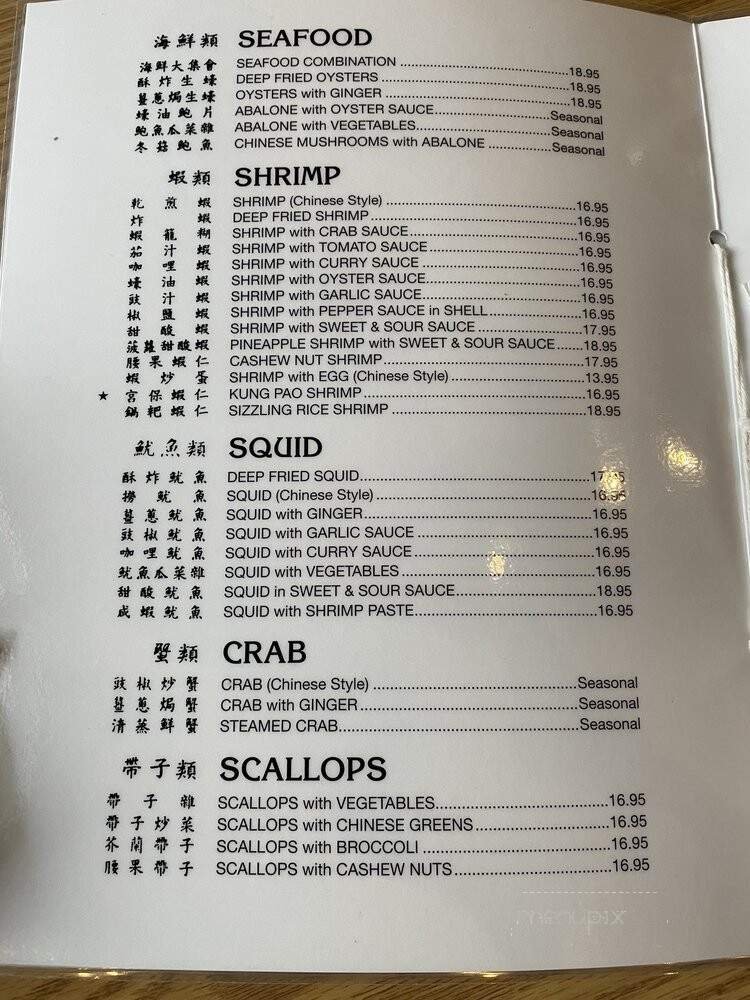 海鮮類 SEAFOOD
海鮮大集會 SEAFOOD COMBINATION 18.95
酥炸生蠔 DEEP FRIED OYSTERS 18.95
薑蔥焗生蠔 OYSTERS with GINGER 18.95
蠔油鮑片 ABALONE with OYSTER SAUCE Seasonal
鮑魚瓜菜雜 ABALONE with VEGETABLES Seasonal
冬菇鮑魚 CHINESE MUSHROOMS with ABALONE Seasonal
蝦類 SHRIMP
乾煎蝦 SHRIMP (Chinese Style) 16.95
炸蝦 DEEP FRIED SHRIMP 16.95
蝦龍糊 SHRIMP with CRAB SAUCE 16.95
茄汁蝦 SHRIMP with TOMATO SAUCE 16.95
咖喱蝦 SHRIMP with CURRY SAUCE 16.95
蠔油蝦 SHRIMP with OYSTER SAUCE 16.95
豉汁蝦 SHRIMP with GARLIC SAUCE 16.95
椒鹽蝦 SHRIMP with PEPPER SAUCE in SHELL 16.95
甜酸蝦 SHRIMP with SWEET & SOUR SAUCE 17.95
菠蘿甜酸蝦 PINEAPPLE SHRIMP with SWEET & SOUR SAUCE 18.95
腰果蝦仁 CASHEW NUT SHRIMP 17.95
蝦炒蛋 SHRIMP with EGG (Chinese Style) 13.95
★ 宮保蝦仁 KUNG PAO SHRIMP 16.95
鍋粑蝦仁 SIZZLING RICE SHRIMP 18.95
魷魚類 SQUID
酥炸魷魚 DEEP FRIED SQUID 17.95
撈魷魚 SQUID (Chinese Style) 16.95
薑蔥魷魚 SQUID with GINGER 16.95
豉椒魷魚 SQUID with GARLIC SAUCE 16.95
咖喱魷魚 SQUID with CURRY SAUCE 16.95
魷魚瓜菜雜 SQUID with VEGETABLES 16.95
甜酸魷魚 SQUID in SWEET & SOUR SAUCE 18.95
咸蝦魷魚 SQUID with SHRIMP PASTE 16.95
蟹類 CRAB
豉椒炒蟹 CRAB (Chinese Style) Seasonal
薑蔥焗蟹 CRAB with GINGER Seasonal
清蒸鮮蟹 STEAMED CRAB Seasonal
帶子類 SCALLOPS
帶子雜 SCALLOPS with VEGETABLES 16.95
帶子炒菜 SCALLOPS with CHINESE GREENS 16.95
芥蘭帶子 SCALLOPS with BROCCOLI 16.95
腰果帶子 SCALLOPS with CASHEW NUTS 16.95